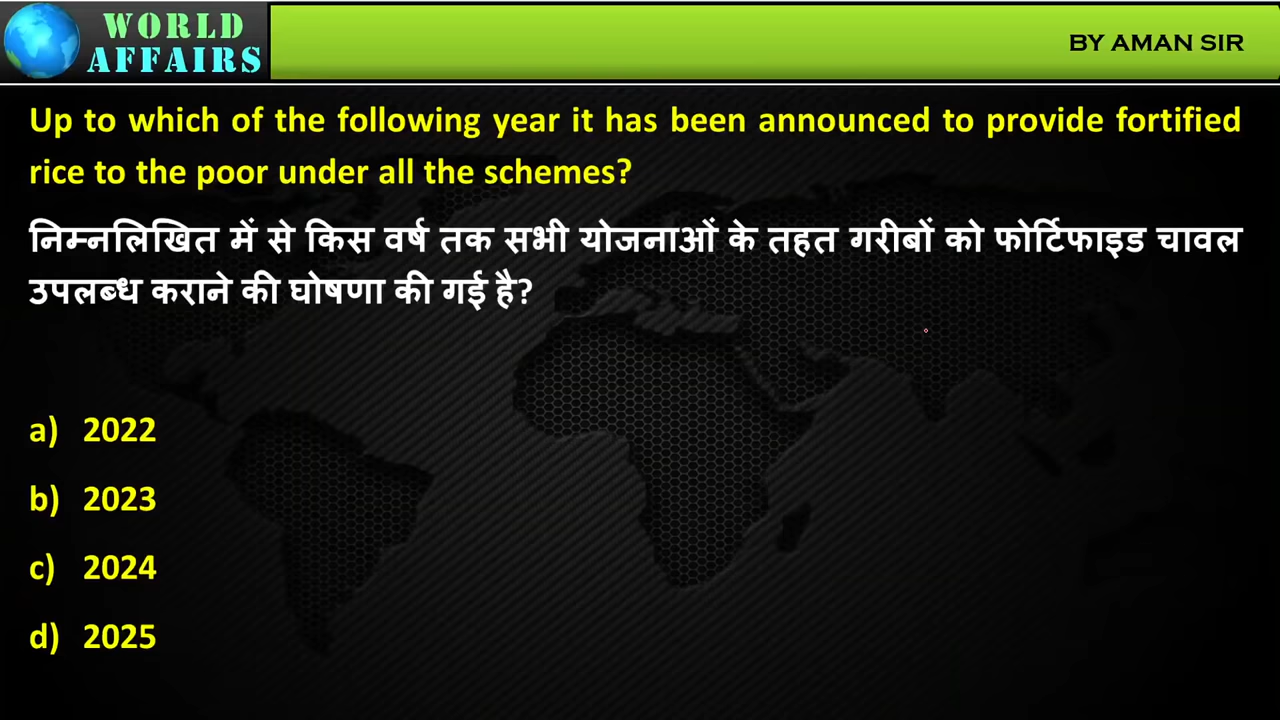 WORLD
AFFAIRS
BY AMAN SIR
Up to which of the following year it has been announced to provide fortified
rice to the poor under all the schemes?
निम्नलिखित में से किस वर्ष तक सभी योजनाओं के तहत गरीबों को फोर्टिफाइड चावल
उपलब्ध कराने की घोषणा की गई है?
a) 2022
b) 2023
c) 2024
d) 2025